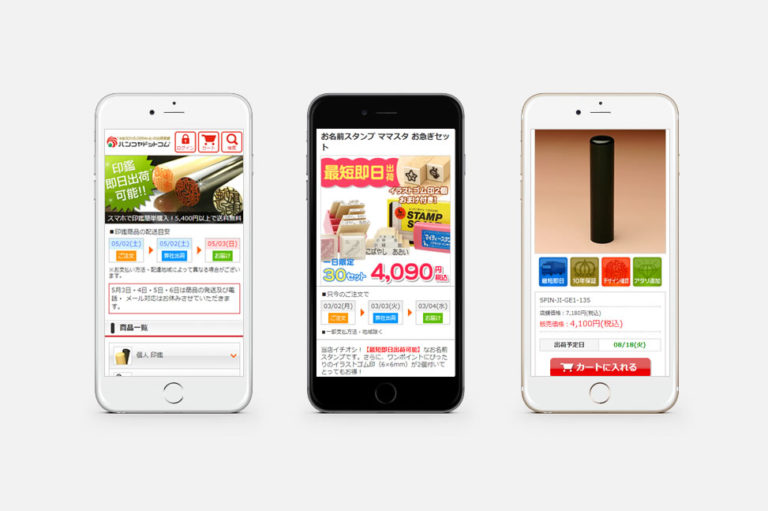 ハンコヤドットコム
ログイン
カート
検索
印鑑
即日出荷
可能!!
スマホで印鑑簡単購入!5,400円以上で送料無料
■印鑑商品の配送目安
05/02(土)
05/02(土)
05/03(日)
ご注文
弊社出荷
お届け
※お支払い方法・配達地域によって異なる場合がござい
ます。
5月3日・4日・5日・6日は商品の発送及び電
話・ メール対応はお休みさせていただきま
す。
商品一覧
個人 印鑑
お名前スタンプ ママスタ お急ぎセッ
ト
最短即日出荷
イラストゴム印2個
おまけ付き!
STAMP
こばやし あおい
マイティースタンプ
一日限定
30セット
4,090円
税込
■只今のご注文で
03/02(月)
03/03(火)
03/04(水)
ご注文
弊社出荷
お届け
■一部支払方法・地域除く
当店イチオシ!【最短即日出荷可能】なお名前
スタンプです。さらに、ワンポイントにぴった
りのイラストゴム印(6×6mm)が2個付いて
とってもお得!
最短即日
10年保証
デザイン確認
アタリ追加
SPIN-JI-GE1-135
店舗価格:7,180円(税込)
販売価格:4,100円(税込)
出荷予定日
08/18(火)
カートに入れる